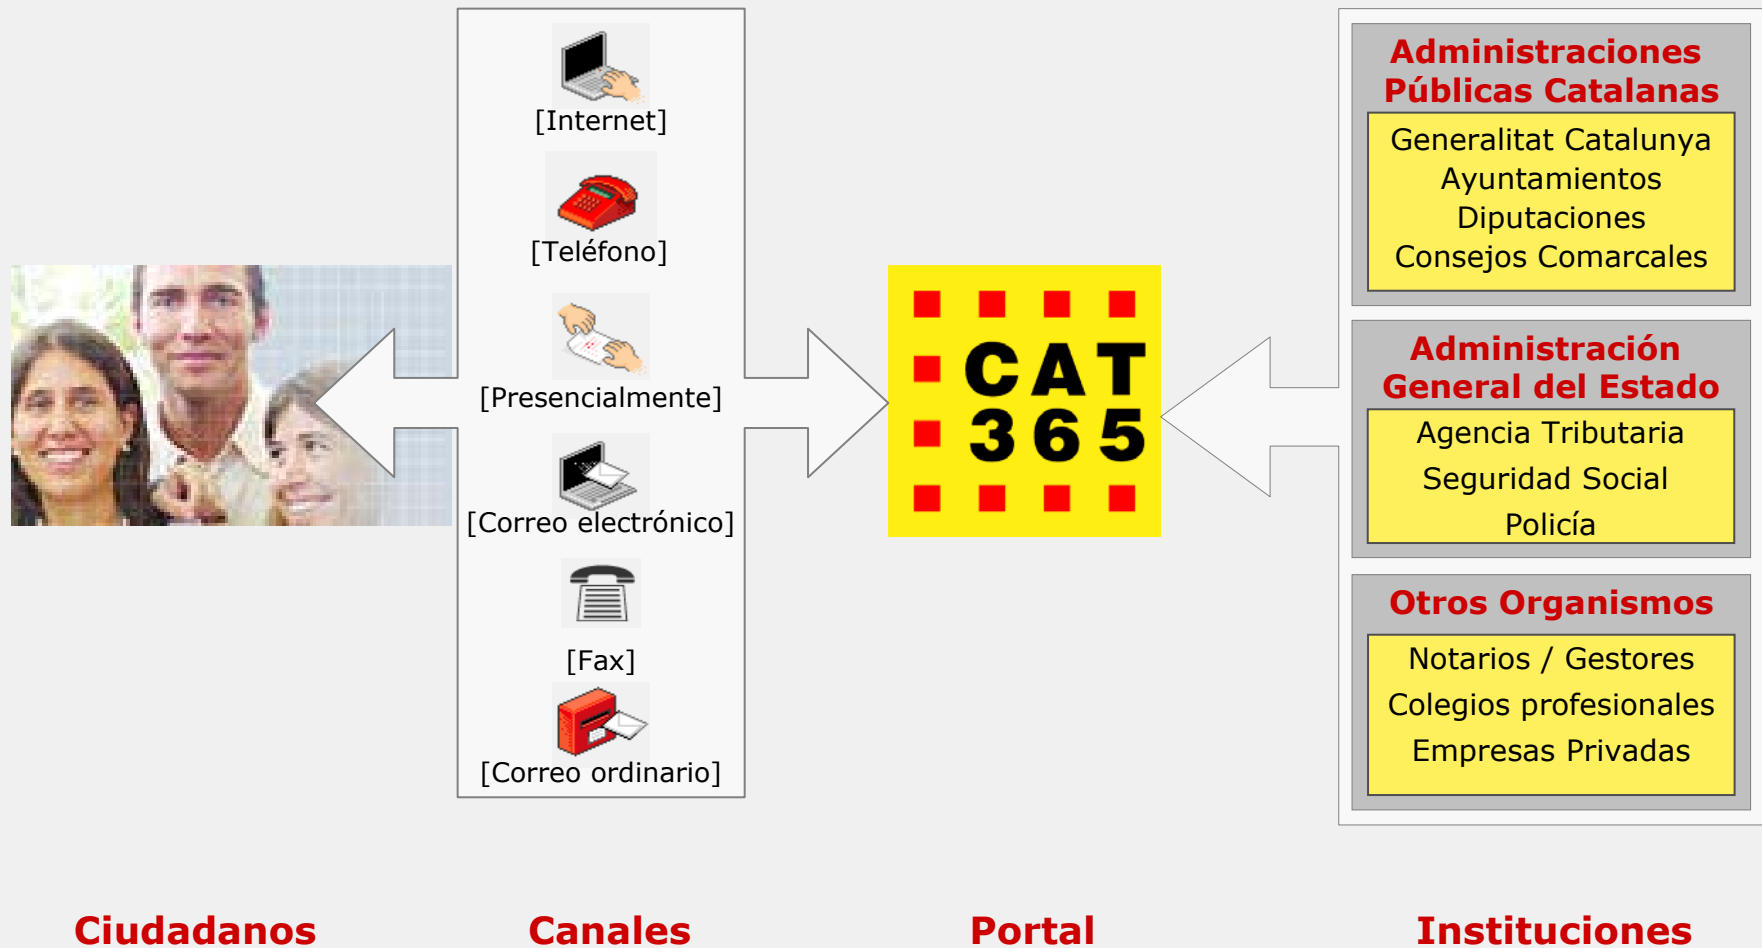 [Internet]
[Teléfono]
[Presencialmente]
[Correo electrónico]
[Fax]
[Correo ordinario]
CAT
365
Administraciones
Públicas Catalanas
Generalitat Catalunya
Ayuntamientos
Diputaciones
Consejos Comarcales
Administración
General del Estado
Agencia Tributaria
Seguridad Social
Policía
Otros Organismos
Notarios / Gestores
Colegios profesionales
Empresas Privadas
Ciudadanos
Canales
Portal
Instituciones